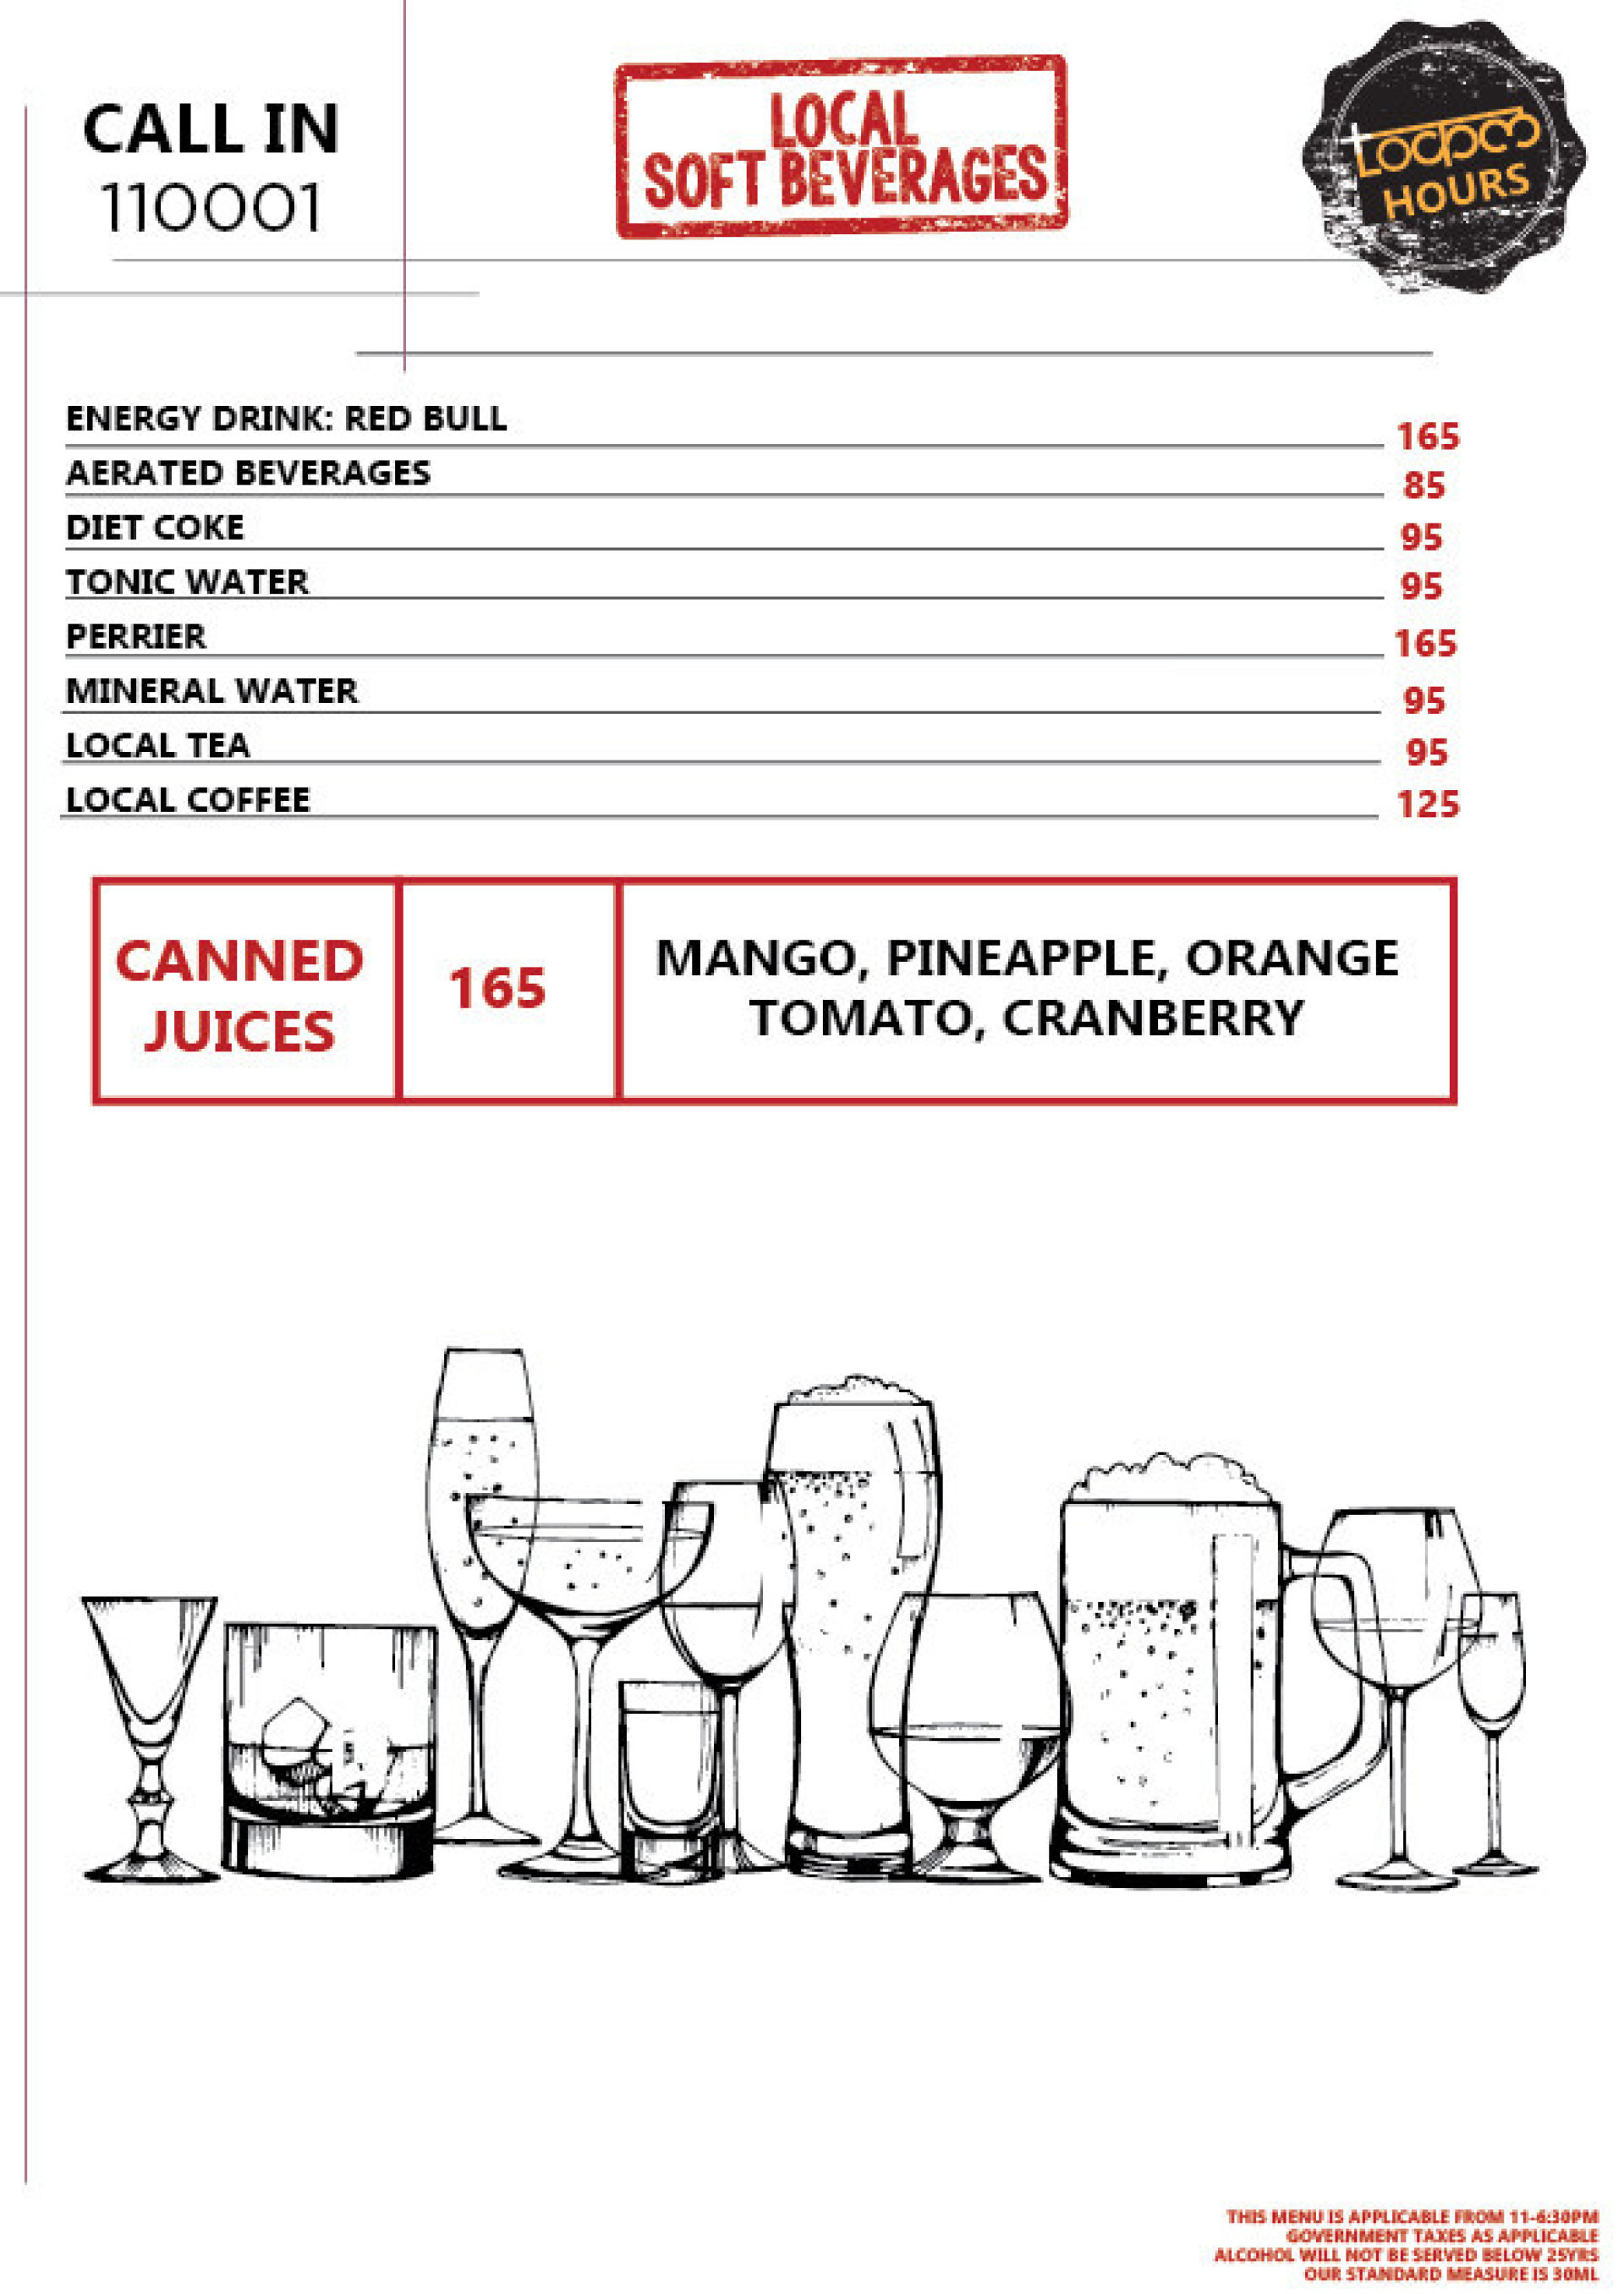 CALL IN
110001
LOCAL
SOFT BEVERAGES
HOURS
ENERGY DRINK: RED BULL 165
AERATED BEVERAGES 85
DIET COKE 95
TONIC WATER 95
PERRIER 165
MINERAL WATER 95
LOCAL TEA 95
LOCAL COFFEE 125
CANNED
JUICES
165
MANGO, PINEAPPLE, ORANGE
TOMATO, CRANBERRY
THIS MENU IS APPLICABLE FROM 11-6:30PM
GOVERNMENT TAXES AS APPLICABLE
ALCOHOL WILL NOT BE SERVED BELOW 25YRS
OUR STANDARD MEASURE IS 30ML